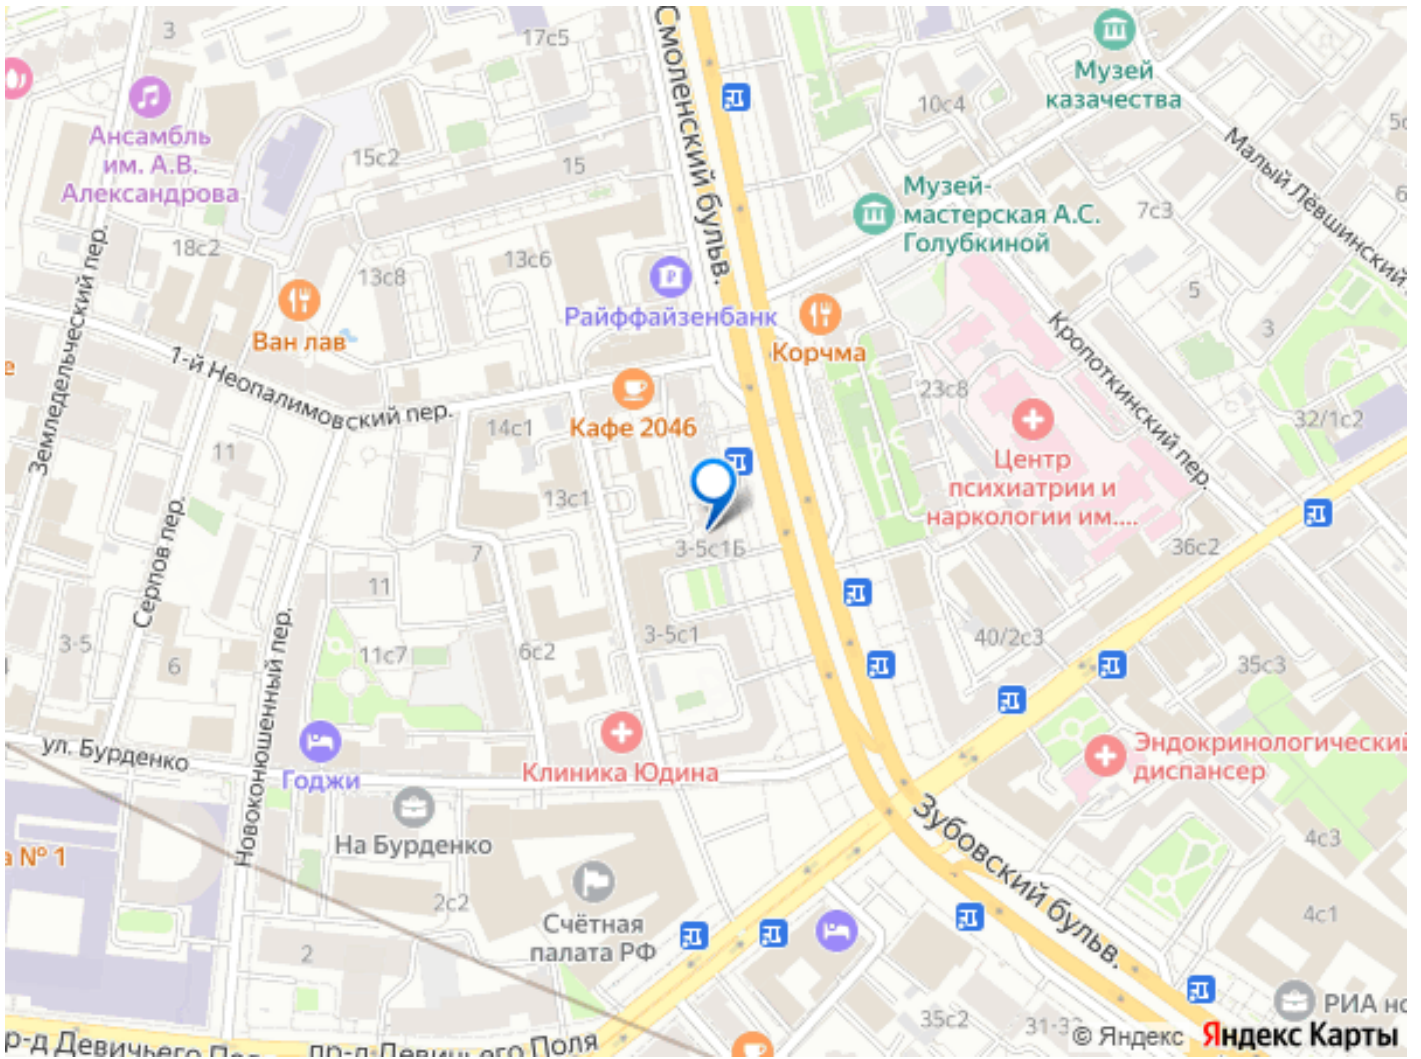 3
17с5
Смоленский бульв.
Музей
казачества
10с4
Ансамбль
им. А.В.
Александрова
15с2
15
Малый Лёвшинский
Музей-
мастерская А.С.
Голубкиной
7с3
18с2
13с8
13с6
5
3
Земледельческий пер.
Ван лав
Райффайзенбанк
Корчма
Кропоткинский пер.
1-й Неопалимовский пер.
23с8
32/1с2
Кафе 2046
14с1
11
Центр
психиатрии и
наркологии им....
13с1
Серпов пер.
3-5с1Б
36с2
7
11
Новоконюшенный пер.
3-5
6
11с7
6с2
3-5с1
40/2с3
35с3
ул. Бурденко
Годжи
Клиника Юдина
Эндокринологический
диспансер
На Бурденко
Зубовский бульв.
а № 1
4с3
2с2
Счётная
палата РФ
4с1
2
35с2
31-33
РИА но
пр-д Девичьего Поля
© Яндекс
Яндекс Карты